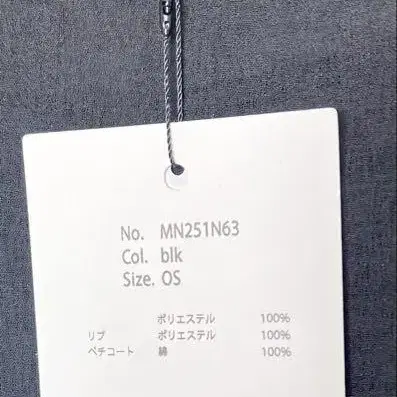 No. MN251N63
Col. blk
Size. OS
ポリエステル 100%
リブ ポリエステル 100%
ペチコート 綿 100%